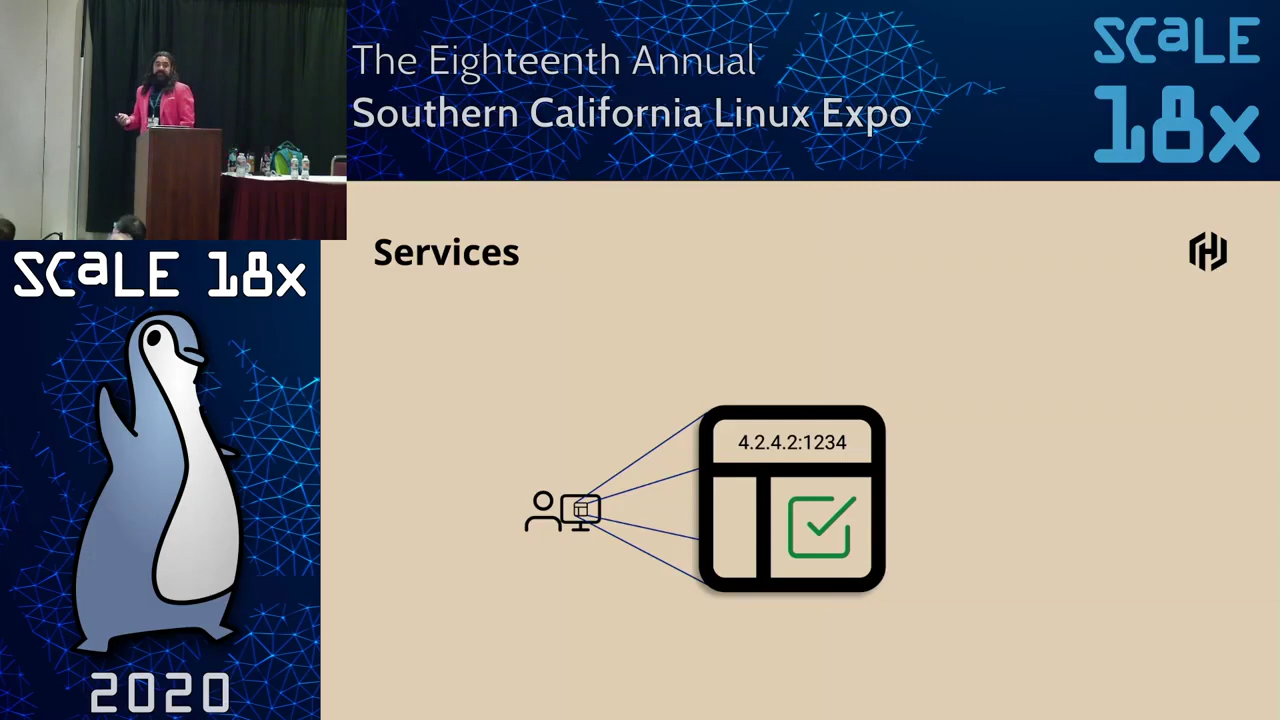 The Eighteenth Annual
Southern California Linux Expo
SCaLE
18x
SCaLE 18x
2020
Services
4.2.4.2:1234